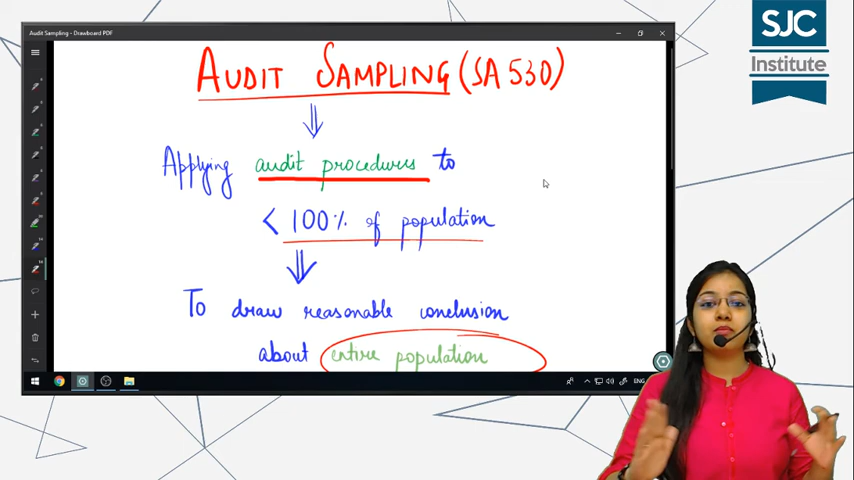 Audit Sampling - Drawboard PDF
SJC
Institute
AUDIT SAMPLING (SA 530)
Applying audit procedures to
< 100% of population
To draw reasonable conclusion
about entire population
ENG